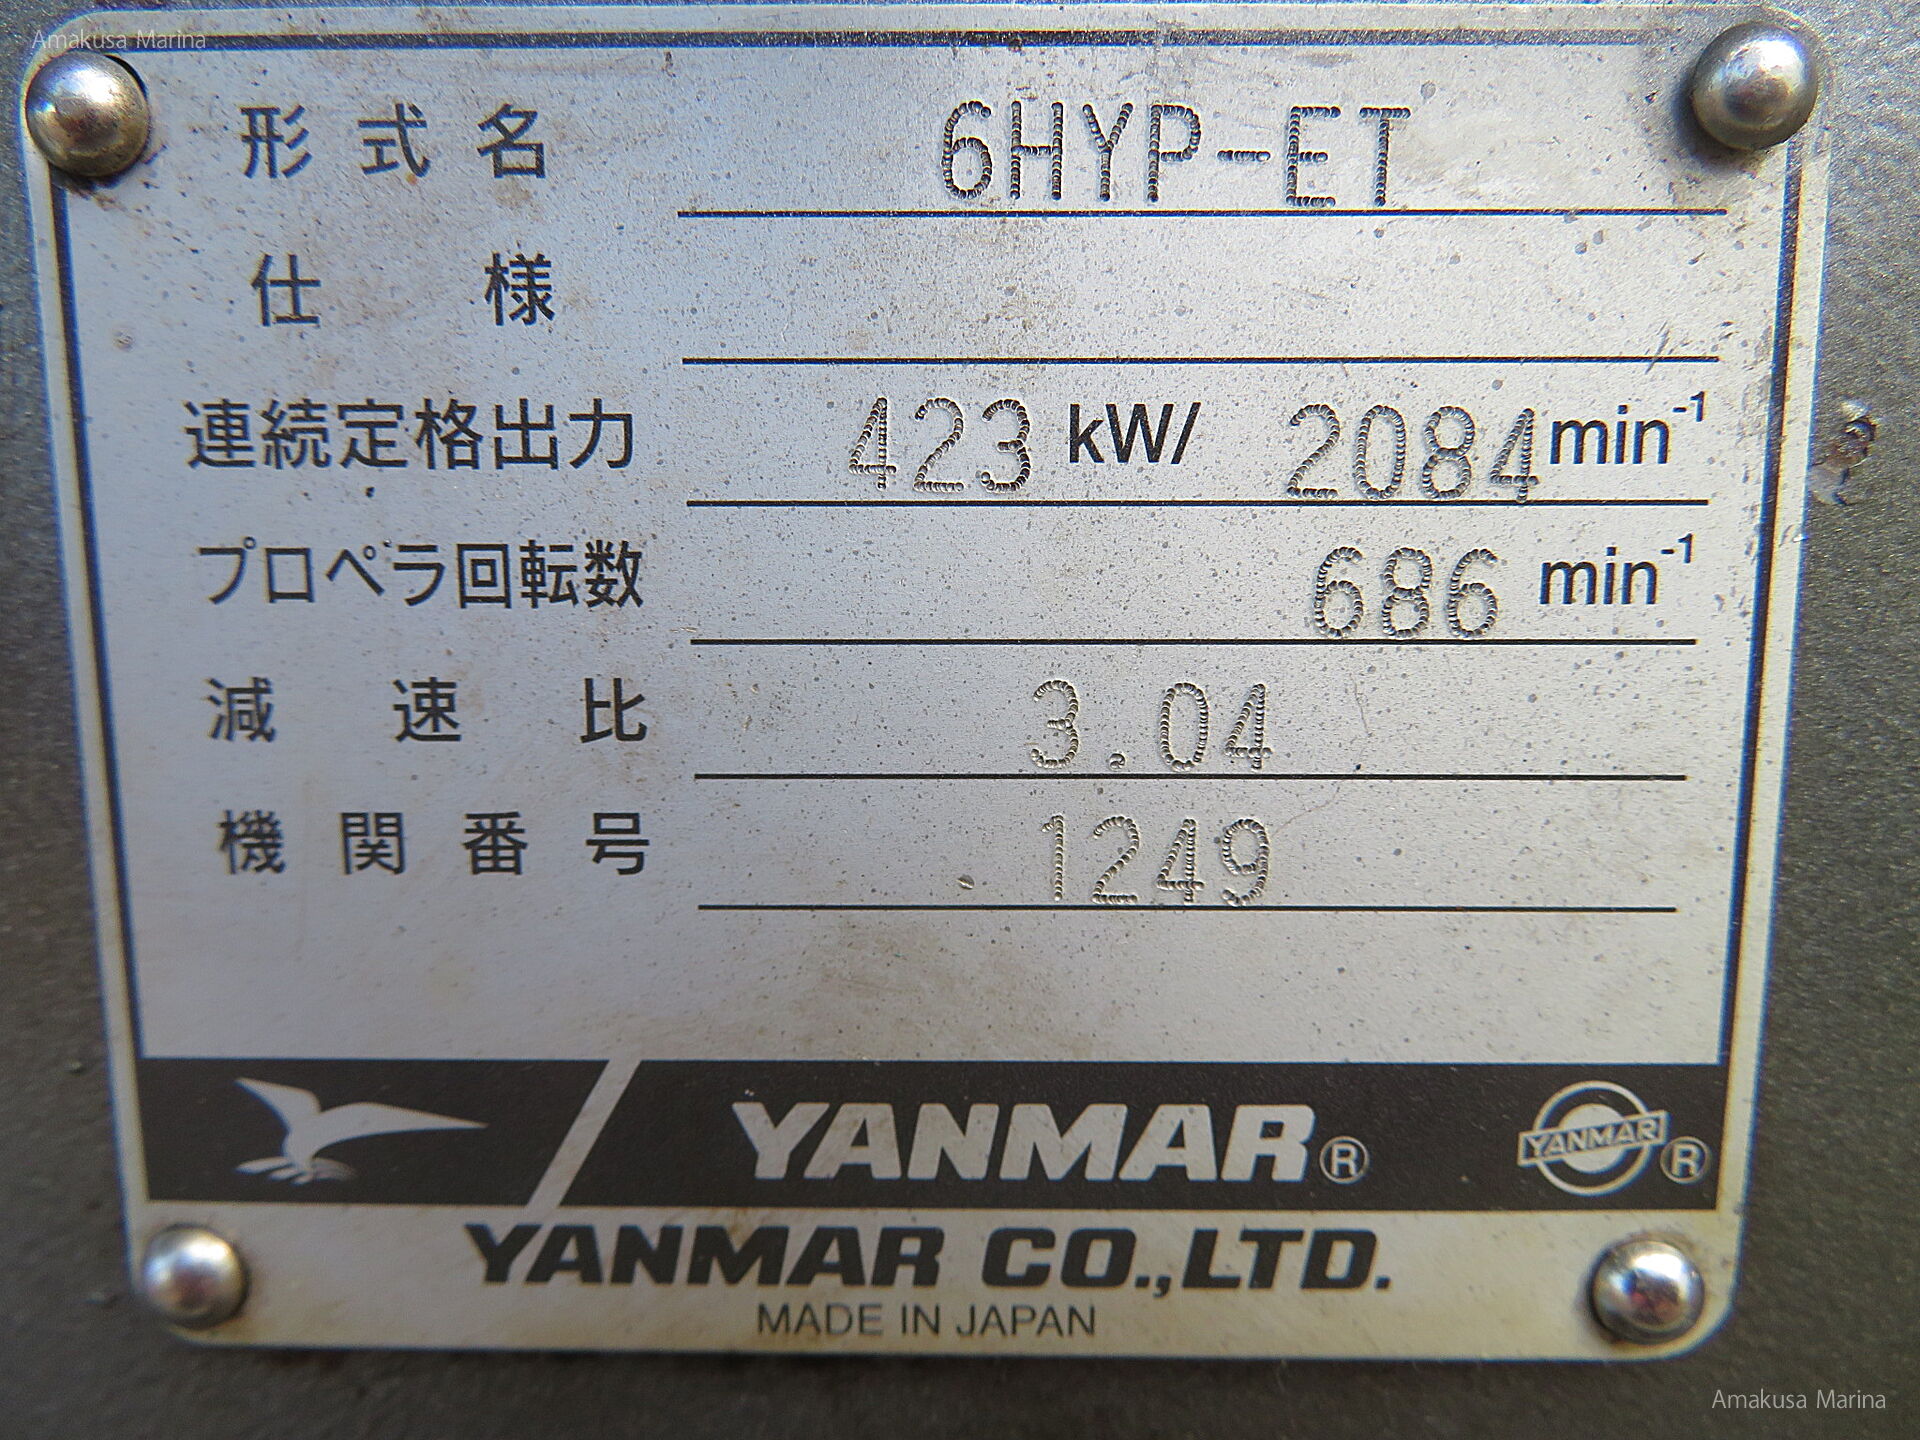 Amakusa Marina
形式名 6HYP-ET
仕様
連続定格出力 423 kW/ 2084 min-1
プロペラ回転数 686 min-1
減速比 3.04
機関番号 1249
YANMAR® YANMAR ®
YANMAR CO.,LTD.
MADE IN JAPAN
Amakusa Marina